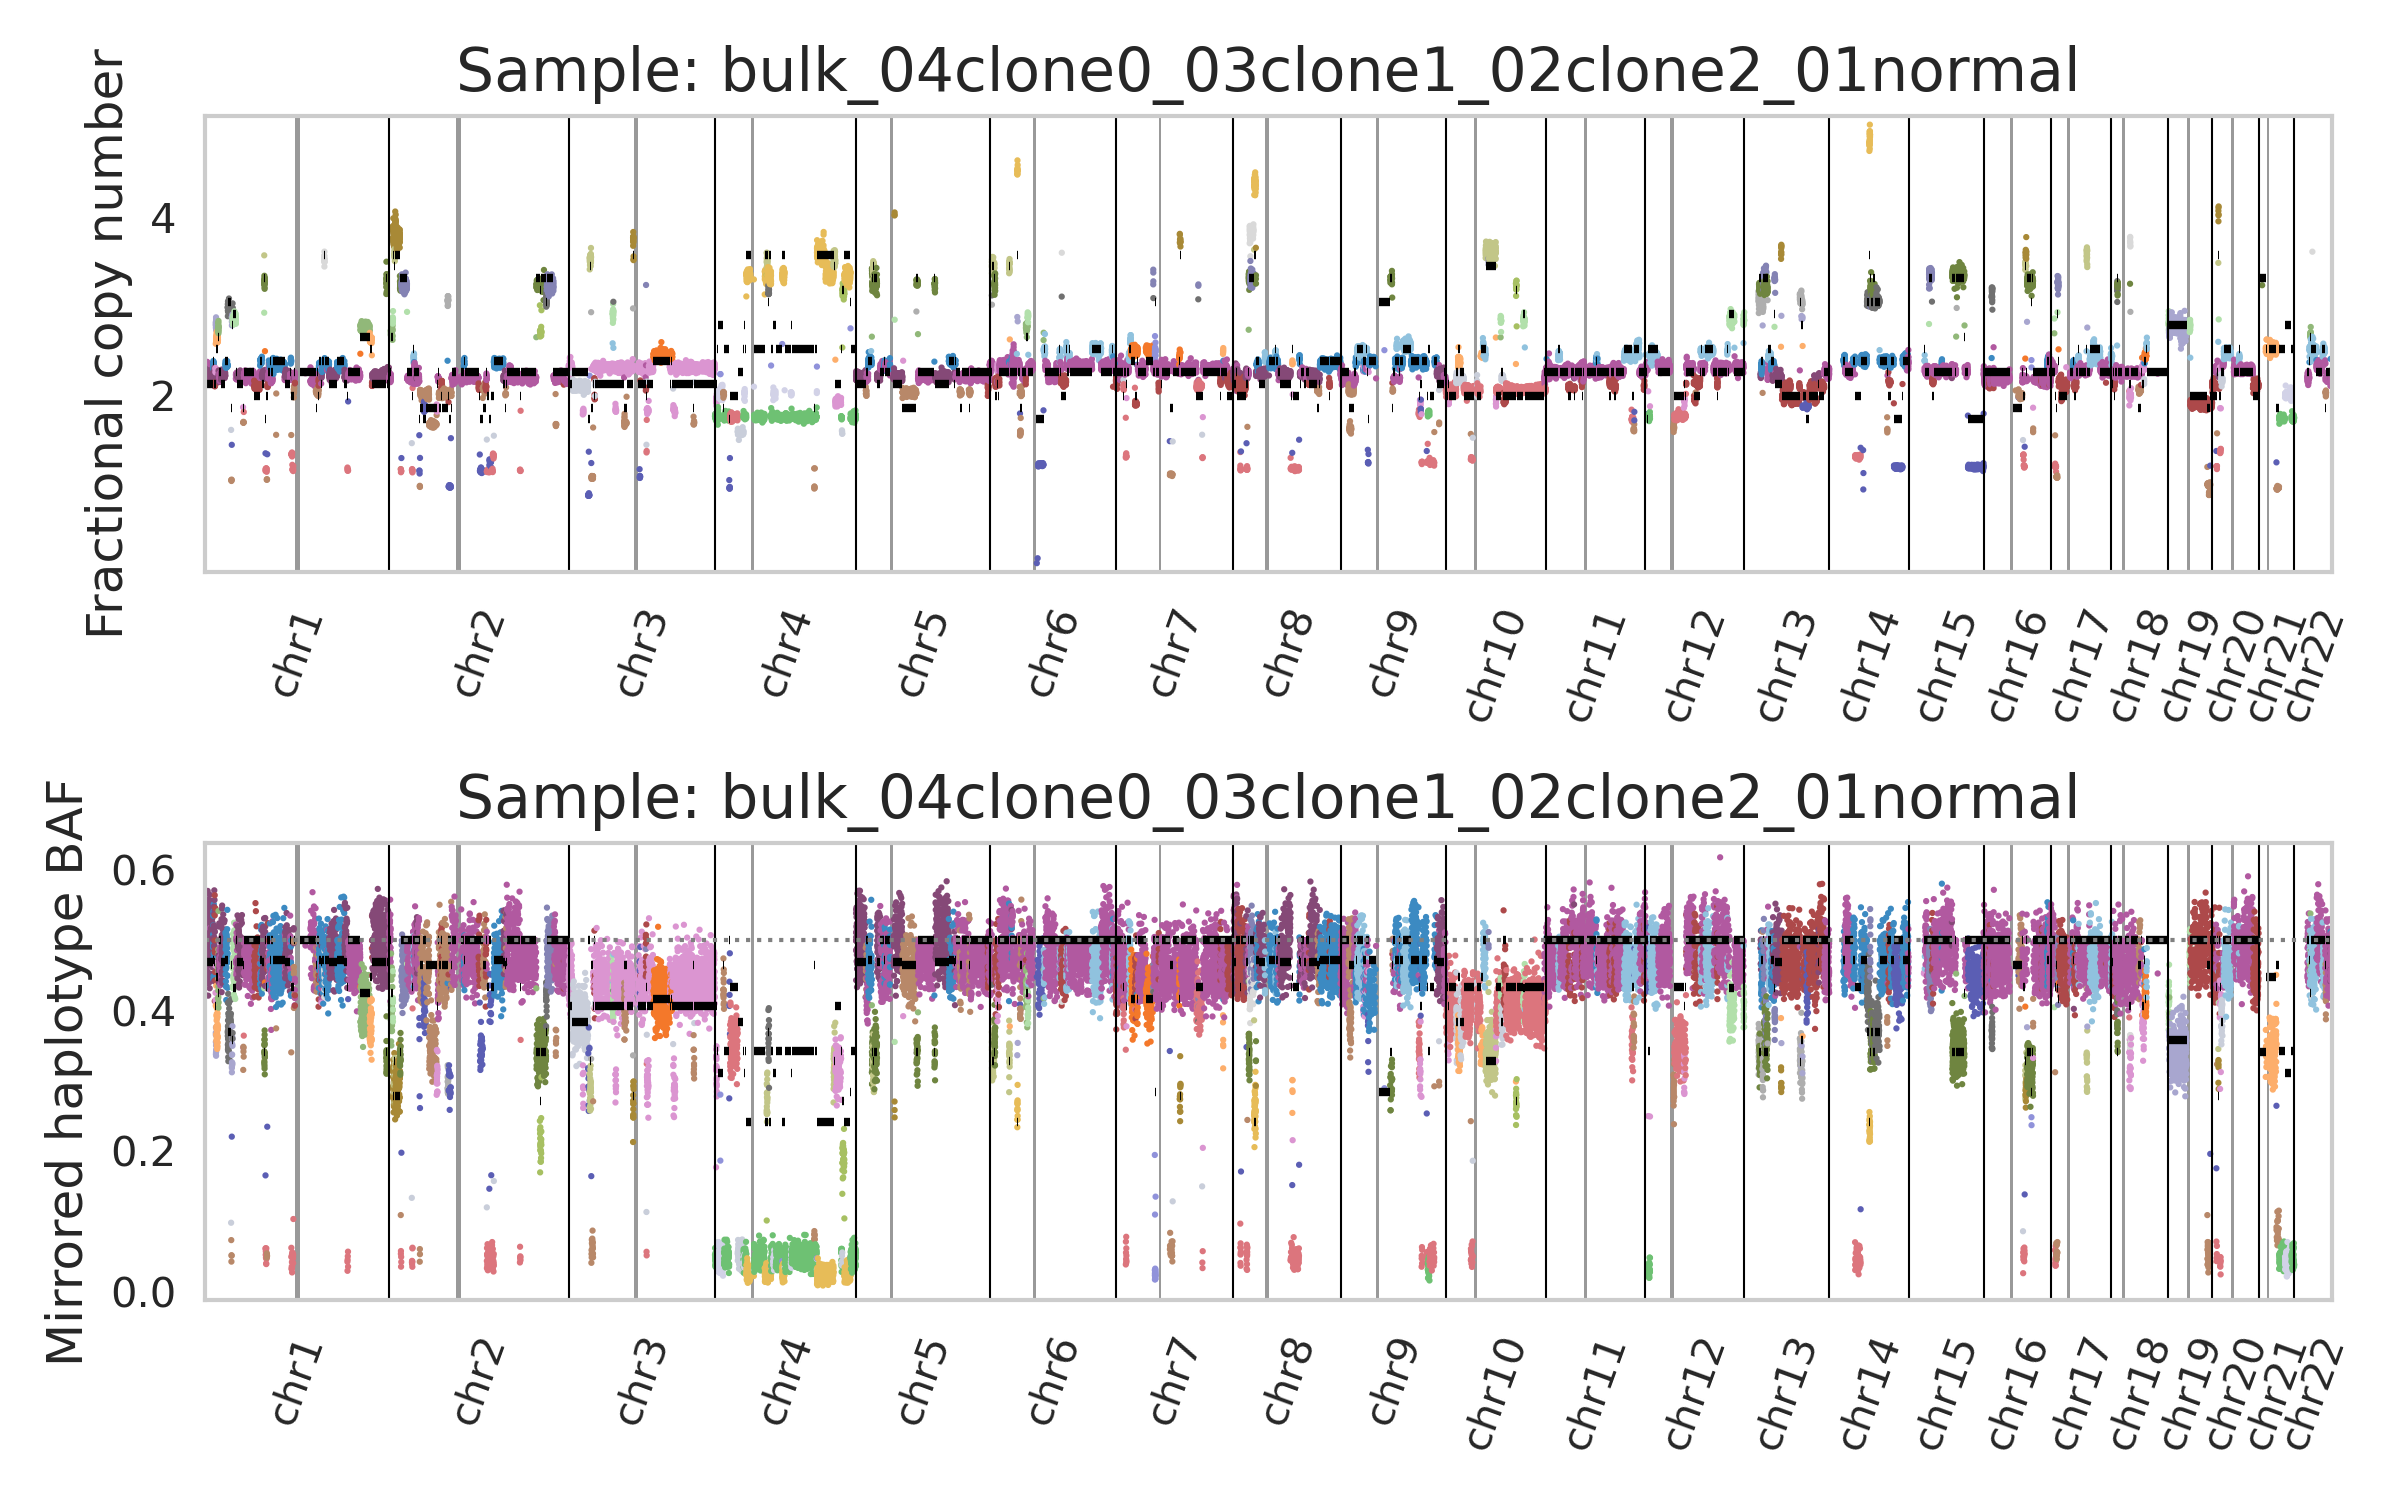 Sample: bulk_04clone0_03clone1_02clone2_01normal
Fractional copy number
4
2
chr1
chr2
chr3
chr4
chr5
chr6
chr7
chr8
chr9
chr10
chr11
chr12
chr13
chr14
chr15
chr16
chr17
chr18
chr19
chr20
chr21
chr22
Sample: bulk_04clone0_03clone1_02clone2_01normal
Mirrored haplotype BAF
0.6
0.4
0.2
0.0
chr1
chr2
chr3
chr4
chr5
chr6
chr7
chr8
chr9
chr10
chr11
chr12
chr13
chr14
chr15
chr16
chr17
chr18
chr19
chr20
chr21
chr22